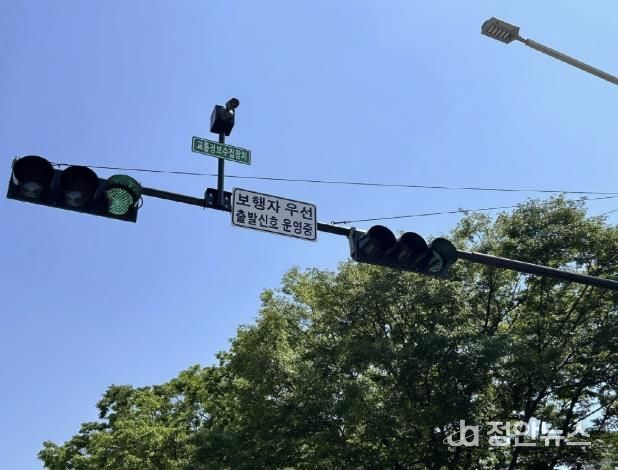 교통정보수집장치
보행자 우선
출발신호 운영중
정안뉴스